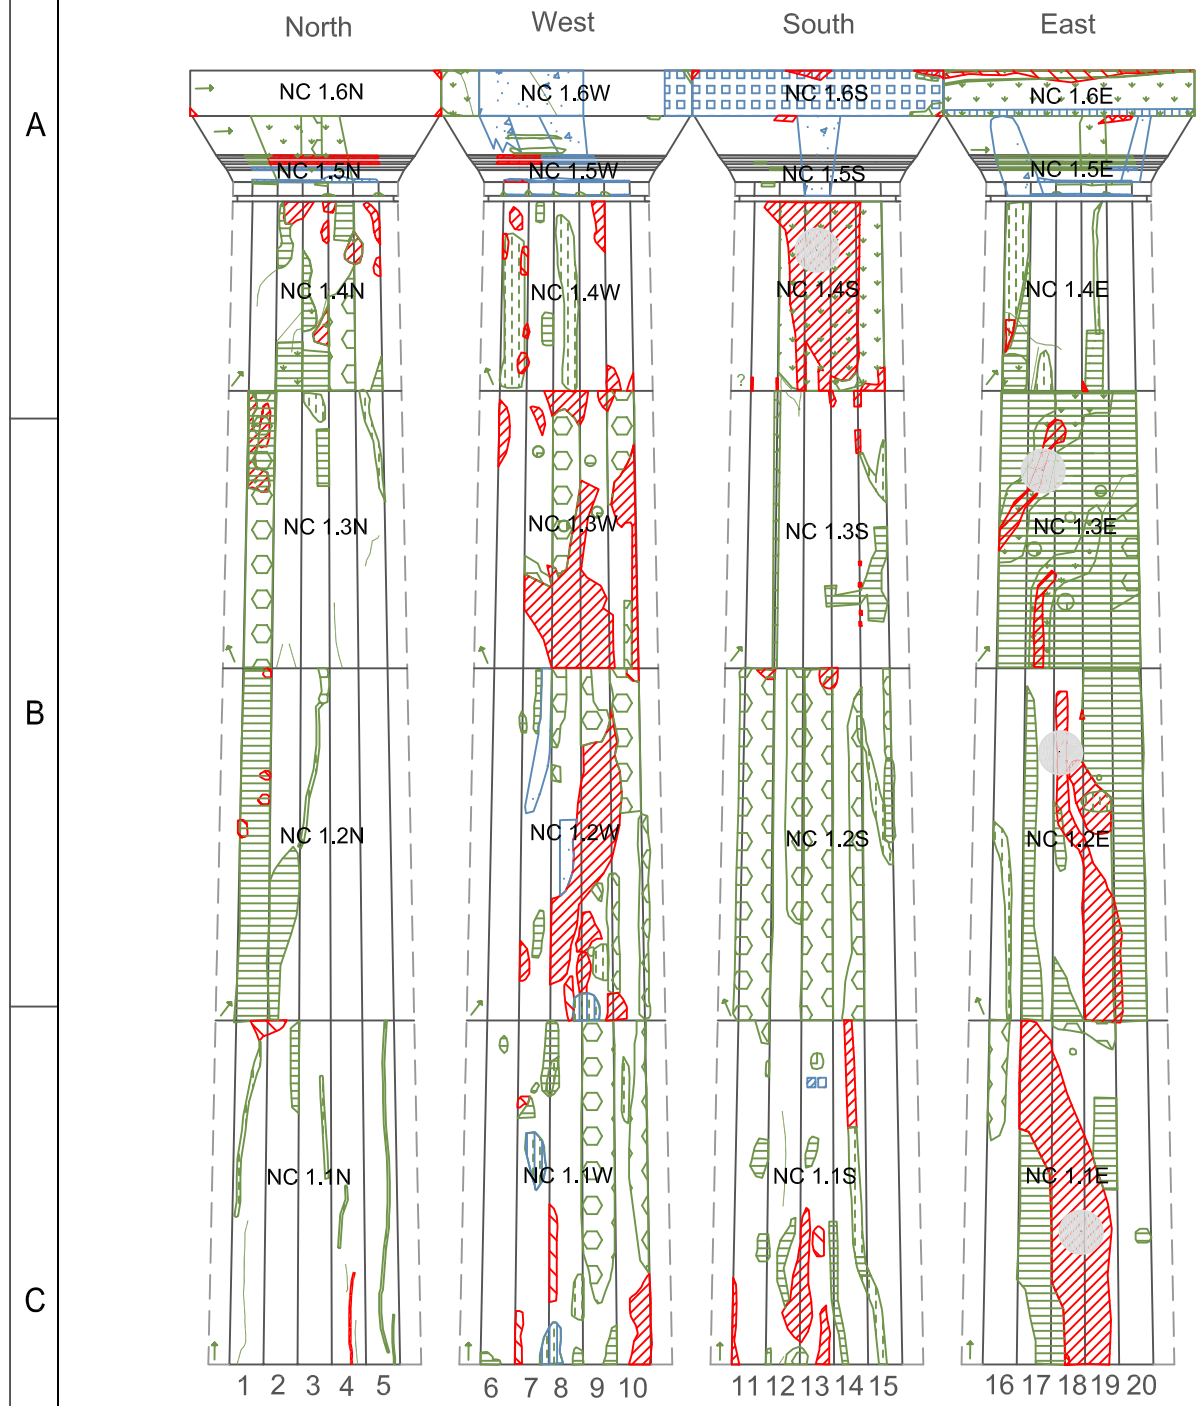 North West South East
A
NC 1.6N NC 1.6W NC 1.6S NC 1.6E
NC 1.5N NC 1.5W NC 1.5S NC 1.5E
NC 1.4N NC 1.4W NC 1.4S NC 1.4E
?
NC 1.3N NC 1.3W NC 1.3S NC 1.3E
B
NC 1.2N NC 1.2W NC 1.2S NC 1.2E
NC 1.1N NC 1.1W NC 1.1S NC 1.1E
C
1 2 3 4 5 6 7 8 9 10 11 12 13 14 15 16 17 18 19 20